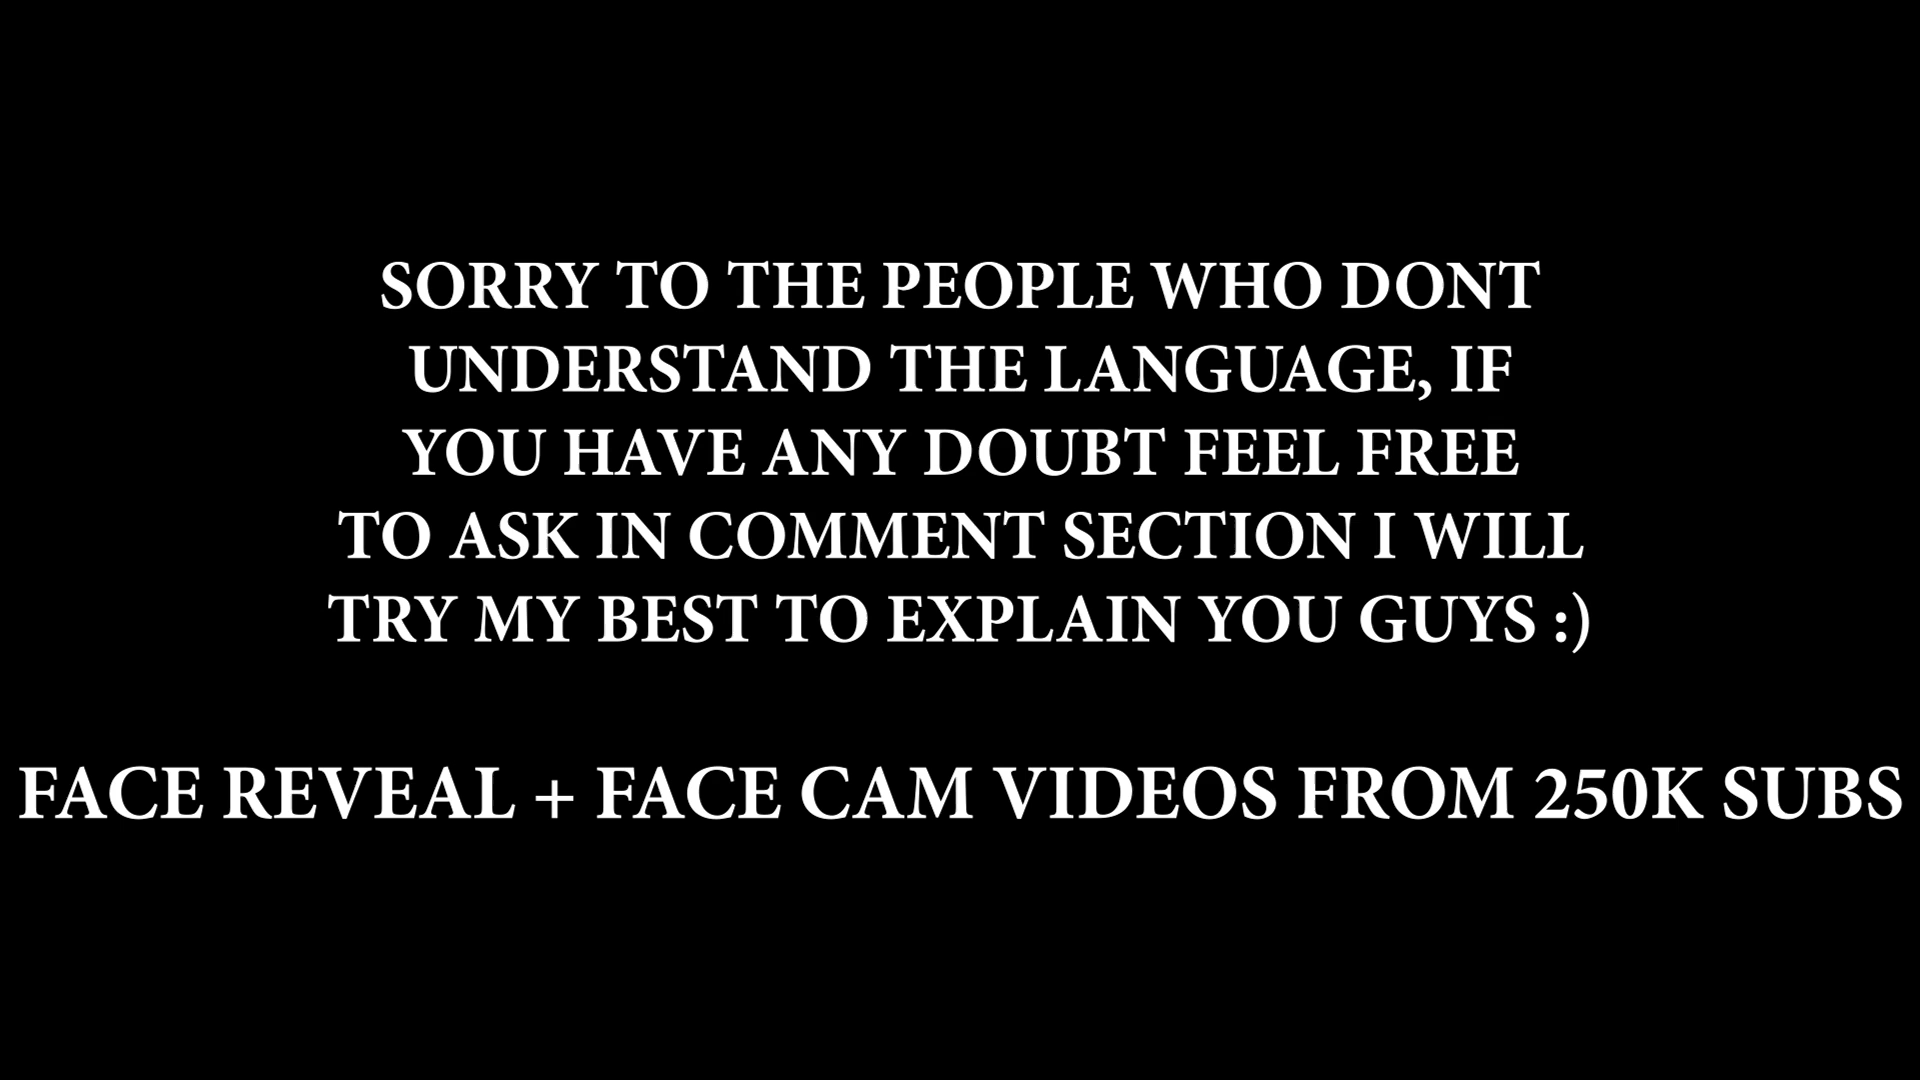 SORRY TO THE PEOPLE WHO DONT
UNDERSTAND THE LANGUAGE, IF
YOU HAVE ANY DOUBT FEEL FREE
TO ASK IN COMMENT SECTION I WILL
TRY MY BEST TO EXPLAIN YOU GUYS :)
FACE REVEAL + FACE CAM VIDEOS FROM 250K SUBS